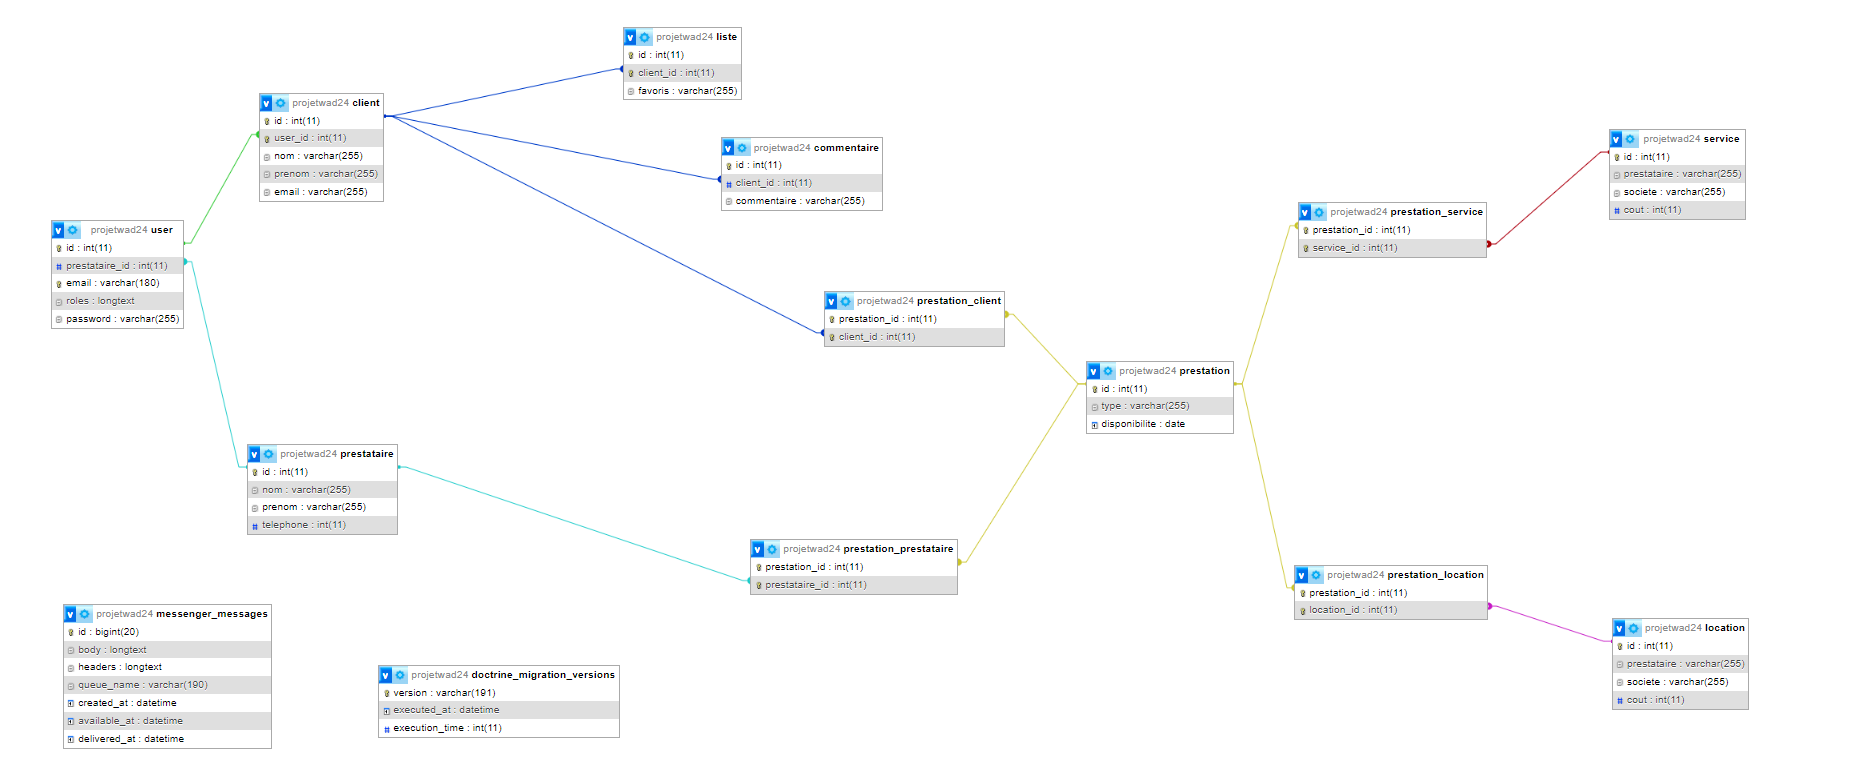 projetwad24 liste
id : int(11)
client_id : int(11)
favoris : varchar(255)
v projetwad24 client
id : int(11)
user_id : int(11)
nom : varchar(255)
prenom : varchar(255)
email : varchar(255)
v projetwad24 commentaire
id : int(11)
# client_id : int(11)
commentaire : varchar(255)
v projetwad24 service
id : int(11)
prestataire : varchar(255)
societe : varchar(255)
# cout : int(11)
v projetwad24 prestation_service
prestation_id : int(11)
service_id : int(11)
v projetwad24 user
id : int(11)
# prestataire_id : int(11)
email : varchar(180)
roles : longtext
password : varchar(255)
v projetwad24 prestation_client
prestation_id : int(11)
client_id : int(11)
v projetwad24 prestation
id : int(11)
type : varchar(255)
disponibilite : date
v projetwad24 prestataire
id : int(11)
nom : varchar(255)
prenom : varchar(255)
# telephone : int(11)
v projetwad24 prestation_prestataire
prestation_id : int(11)
prestataire_id : int(11)
v projetwad24 prestation_location
prestation_id : int(11)
location_id : int(11)
v projetwad24 messenger_messages
id : bigint(20)
body : longtext
headers : longtext
queue_name : varchar(190)
created_at : datetime
available_at : datetime
delivered_at : datetime
v projetwad24 doctrine_migration_versions
version : varchar(191)
executed_at : datetime
# execution_time : int(11)
v projetwad24 location
id : int(11)
prestataire : varchar(255)
societe : varchar(255)
# cout : int(11)